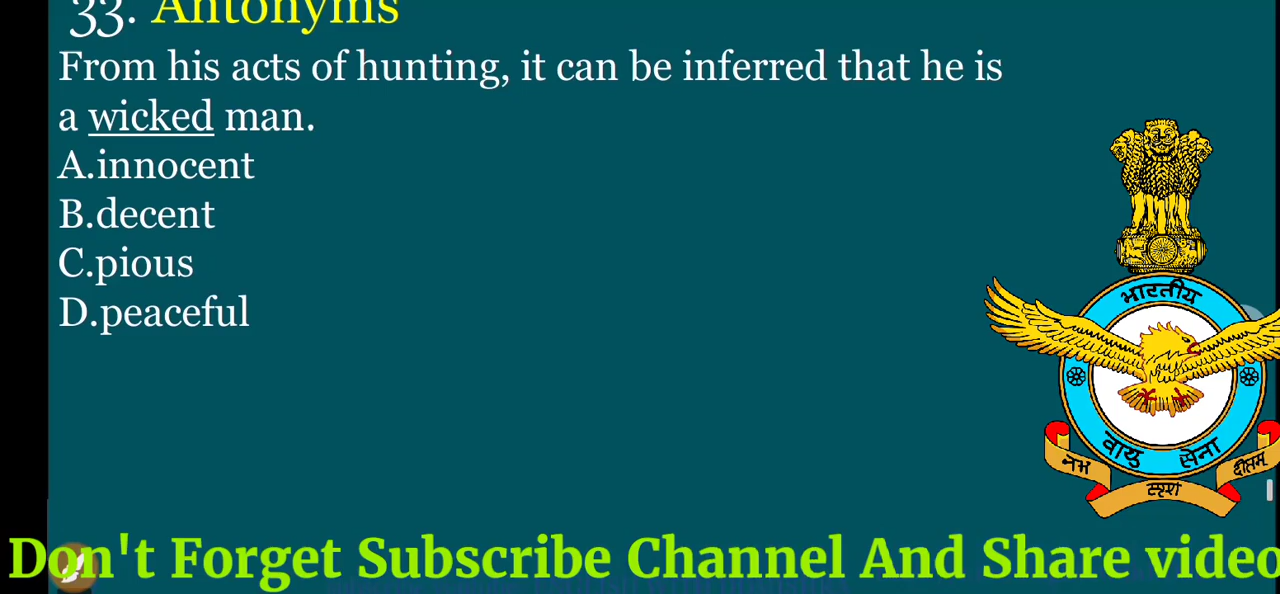 33. Antonyms
From his acts of hunting, it can be inferred that he is
a wicked man.
A.innocent
B.decent
C.pious
D.peaceful
भारतीय
वायु सेना
नभ स्पृशं दीप्तम्
Don't Forget Subscribe Channel And Share video